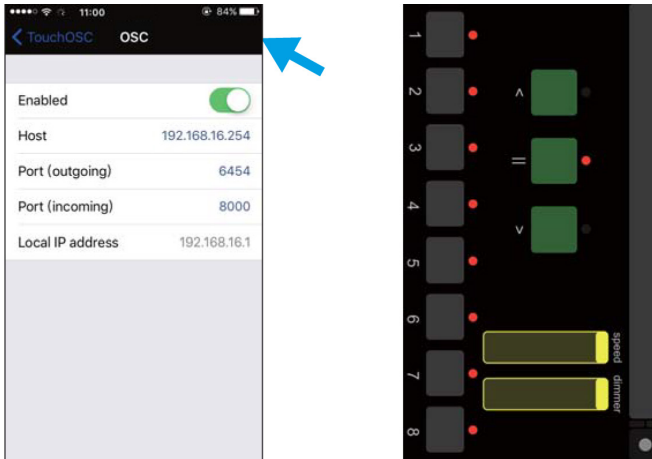 11:00
84%
TouchOSC
OSC
Enabled
Host 192.168.16.254
Port (outgoing) 6454
Port (incoming) 8000
Local IP address 192.168.16.1
1
2
3
4
5
6
7
8
<
=
>
speed
dimmer